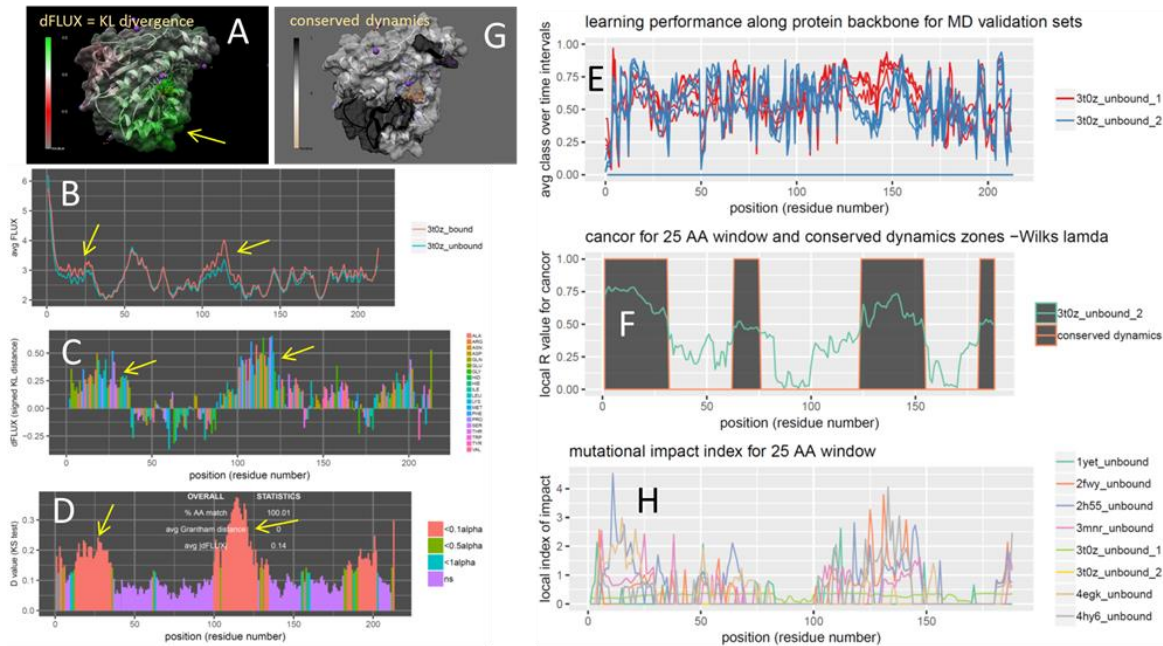 dFLUX = KL divergence
A
conserved dynamics
G
B
avg FLUX
6
5
4
3
2
0
25
50
75
100
125
150
175
200
3t0z_bound
3t0z_unbound
C
dFLUX (signed KL distance)
0.50
0.25
0.00
−0.25
0
50
100
150
200
position (residue number)
ALA
ARG
ASN
ASP
GLN
GLU
GLY
HID
HIE
ILE
LEU
LYS
MET
PHE
PRO
SER
THR
TRP
TYR
VAL
D
D value (KS test)
0.3
0.2
0.1
0.0
OVERALL STATISTICS
% AA match 100.01
avg Grantham distance 0
avg |dFLUX| 0.14
0
50
100
150
200
position (residue number)
<0.1alpha
<0.5alpha
<1alpha
ns
learning performance along protein backbone for MD validation sets
E
avg class over time intervals
1.00
0.75
0.50
0.25
0.00
0
50
100
150
200
position (residue number)
3t0z_unbound_1
3t0z_unbound_2
cancor for 25 AA window and conserved dynamics zones −Wilks lamda
F
local R value for cancor
1.00
0.75
0.50
0.25
0.00
0
50
100
150
position (residue number)
3t0z_unbound_2
conserved dynamics
mutational impact index for 25 AA window
H
local index of impact
4
3
2
1
0
0
50
100
150
position (residue number)
1yet_unbound
2fwy_unbound
2h55_unbound
3mnr_unbound
3t0z_unbound_1
3t0z_unbound_2
4egk_unbound
4hy6_unbound